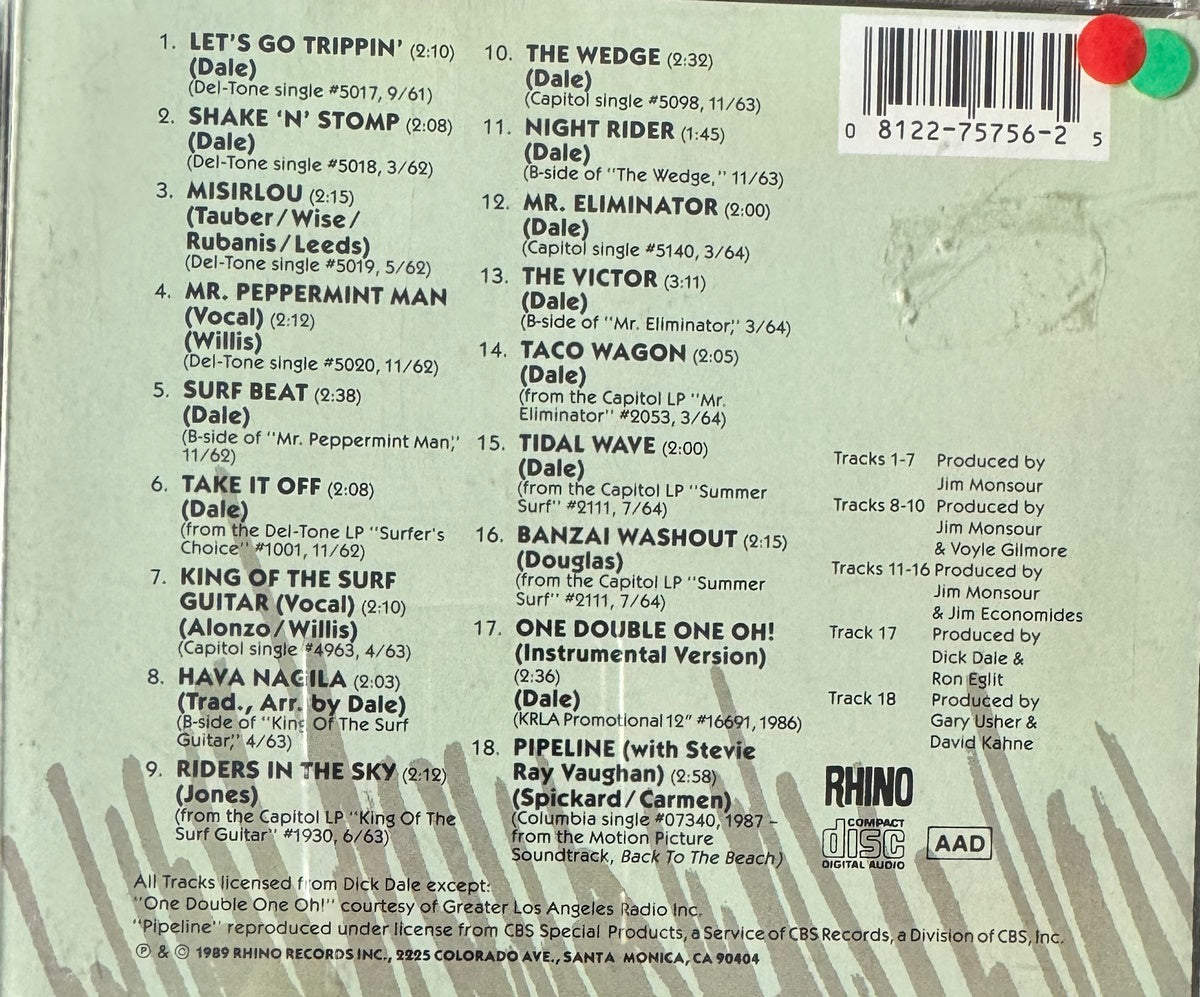 1. LET'S GO TRIPPIN' (2:10)
(Dale)
(Del-Tone single #5017, 9/61)
2. SHAKE 'N' STOMP (2:08)
(Dale)
(Del-Tone single #5018, 3/62)
3. MISIRLOU (2:15)
(Tauber/Wise/
Rubanis/Leeds)
(Del-Tone single #5019, 5/62)
4. MR. PEPPERMINT MAN
(Vocal) (2:12)
(Willis)
(Del-Tone single #5020, 11/62)
5. SURF BEAT (2:38)
(Dale)
(B-side of "Mr. Peppermint Man,"
11/62)
6. TAKE IT OFF (2:08)
(Dale)
(from the Del-Tone LP "Surfer's
Choice" #1001, 11/62)
7. KING OF THE SURF
GUITAR (Vocal) (2:10)
(Alonzo/Willis)
(Capitol single #4963, 4/63)
8. HAVA NAGILA (2:03)
(Trad., Arr. by Dale)
(B-side of "King Of The Surf
Guitar," 4/63)
9. RIDERS IN THE SKY (2:12)
(Jones)
(from the Capitol LP "King Of The
Surf Guitar" #1930, 6/63)
10. THE WEDGE (2:32)
(Dale)
(Capitol single #5098, 11/63)
11. NIGHT RIDER (1:45)
(Dale)
(B-side of "The Wedge," 11/63)
12. MR. ELIMINATOR (2:00)
(Dale)
(Capitol single #5140, 3/64)
13. THE VICTOR (3:11)
(Dale)
(B-side of "Mr. Eliminator," 3/64)
14. TACO WAGON (2:05)
(Dale)
(from the Capitol LP "Mr.
Eliminator" #2053, 3/64)
15. TIDAL WAVE (2:00)
(Dale)
(from the Capitol LP "Summer
Surf" #2111, 7/64)
16. BANZAI WASHOUT (2:15)
(Douglas)
(from the Capitol LP "Summer
Surf" #2111, 7/64)
17. ONE DOUBLE ONE OH!
(Instrumental Version)
(2:36)
(Dale)
(KRLA Promotional 12" #16691, 1986)
18. PIPELINE (with Stevie
Ray Vaughan) (2:58)
(Spickard/Carmen)
(Columbia single #07340, 1987 –
from the Motion Picture
Soundtrack, Back To The Beach)
0 8122-75756-2 5
Tracks 1-7 Produced by
Jim Monsour
Tracks 8-10 Produced by
Jim Monsour
& Voyle Gilmore
Tracks 11-16 Produced by
Jim Monsour
& Jim Economides
Track 17 Produced by
Dick Dale &
Ron Eglit
Track 18 Produced by
Gary Usher &
David Kahne
RHINO
COMPACT
disc
DIGITAL AUDIO
AAD
All Tracks licensed from Dick Dale except:
"One Double One Oh!" courtesy of Greater Los Angeles Radio Inc.
"Pipeline" reproduced under license from CBS Special Products, a Service of CBS Records, a Division of CBS, Inc.
℗ & © 1989 RHINO RECORDS INC., 2225 COLORADO AVE., SANTA MONICA, CA 90404